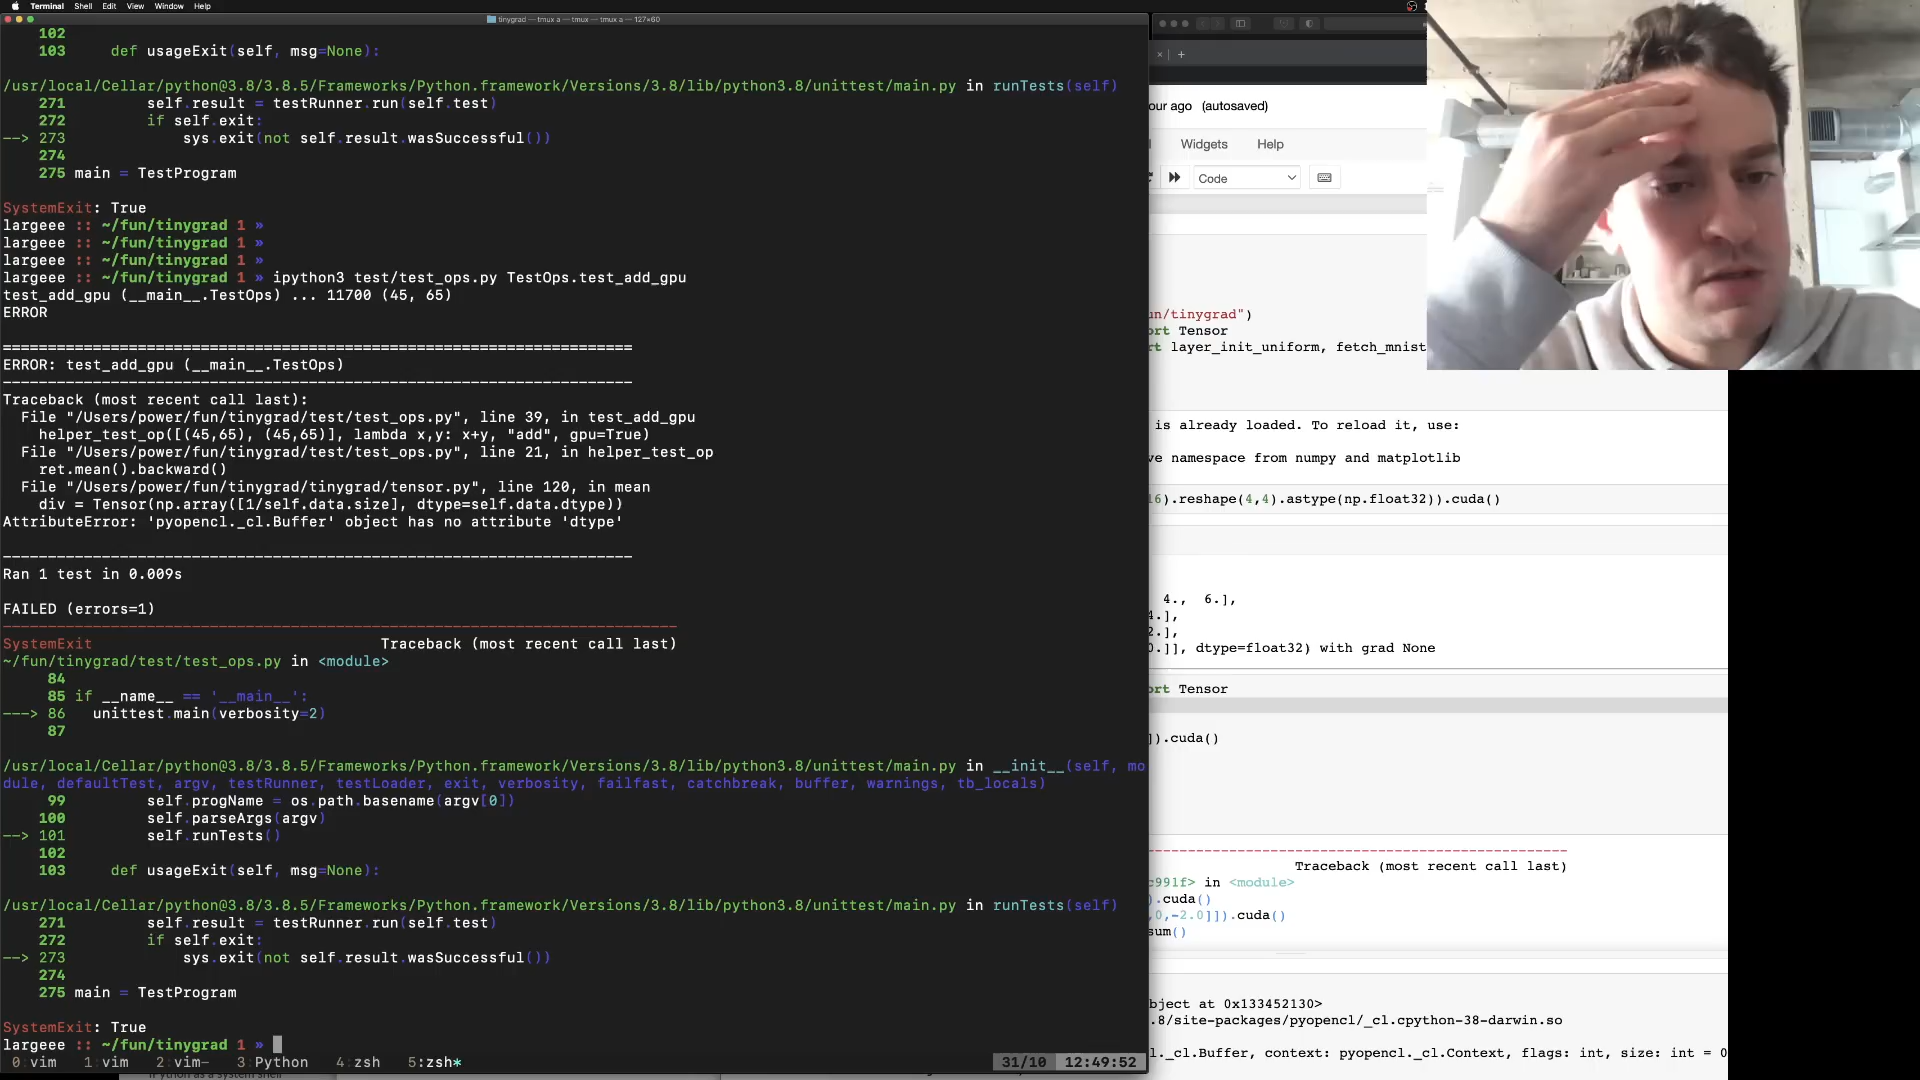 Terminal Shell Edit View Window Help
tinygrad — tmux a — tmux — tmux a — 127×60
102
103 def usageExit(self, msg=None):
/usr/local/Cellar/python@3.8/3.8.5/Frameworks/Python.framework/Versions/3.8/lib/python3.8/unittest/main.py in runTests(self)
271 self.result = testRunner.run(self.test)
272 if self.exit:
--> 273 sys.exit(not self.result.wasSuccessful())
274
275 main = TestProgram
SystemExit: True
largeee :: ~/fun/tinygrad 1 »
largeee :: ~/fun/tinygrad 1 »
largeee :: ~/fun/tinygrad 1 »
largeee :: ~/fun/tinygrad 1 » ipython3 test/test_ops.py TestOps.test_add_gpu
test_add_gpu (__main__.TestOps) ... 11700 (45, 65)
ERROR
======================================================================
ERROR: test_add_gpu (__main__.TestOps)
----------------------------------------------------------------------
Traceback (most recent call last):
File "/Users/power/fun/tinygrad/test/test_ops.py", line 39, in test_add_gpu
helper_test_op([(45,65), (45,65)], lambda x,y: x+y, "add", gpu=True)
File "/Users/power/fun/tinygrad/test/test_ops.py", line 21, in helper_test_op
ret.mean().backward()
File "/Users/power/fun/tinygrad/tinygrad/tensor.py", line 120, in mean
div = Tensor(np.array([1/self.data.size], dtype=self.data.dtype))
AttributeError: 'pyopencl._cl.Buffer' object has no attribute 'dtype'
----------------------------------------------------------------------
Ran 1 test in 0.009s
FAILED (errors=1)
---------------------------------------------------------------------------
SystemExit Traceback (most recent call last)
~/fun/tinygrad/test/test_ops.py in <module>
84
85 if __name__ == '__main__':
---> 86 unittest.main(verbosity=2)
87
/usr/local/Cellar/python@3.8/3.8.5/Frameworks/Python.framework/Versions/3.8/lib/python3.8/unittest/main.py in __init__(self, mo
dule, defaultTest, argv, testRunner, testLoader, exit, verbosity, failfast, catchbreak, buffer, warnings, tb_locals)
99 self.progName = os.path.basename(argv[0])
100 self.parseArgs(argv)
--> 101 self.runTests()
102
103 def usageExit(self, msg=None):
/usr/local/Cellar/python@3.8/3.8.5/Frameworks/Python.framework/Versions/3.8/lib/python3.8/unittest/main.py in runTests(self)
271 self.result = testRunner.run(self.test)
272 if self.exit:
--> 273 sys.exit(not self.result.wasSuccessful())
274
275 main = TestProgram
SystemExit: True
largeee :: ~/fun/tinygrad 1 »
0:vim 1:vim 2:vim- 3:Python 4:zsh 5:zsh* 31/10 12:49:52
our ago (autosaved)
Widgets Help
Code
un/tinygrad")
ort Tensor
rt layer_init_uniform, fetch_mnist
is already loaded. To reload it, use:
ve namespace from numpy and matplotlib
16).reshape(4,4).astype(np.float32)).cuda()
4., 6.],
4.],
2.],
0.]], dtype=float32) with grad None
ort Tensor
]).cuda()
Traceback (most recent call last)
c991f> in <module>
).cuda()
,0,-2.0]]).cuda()
sum()
bject at 0x133452130>
.8/site-packages/pyopencl/_cl.cpython-38-darwin.so
l._cl.Buffer, context: pyopencl._cl.Context, flags: int, size: int = 0